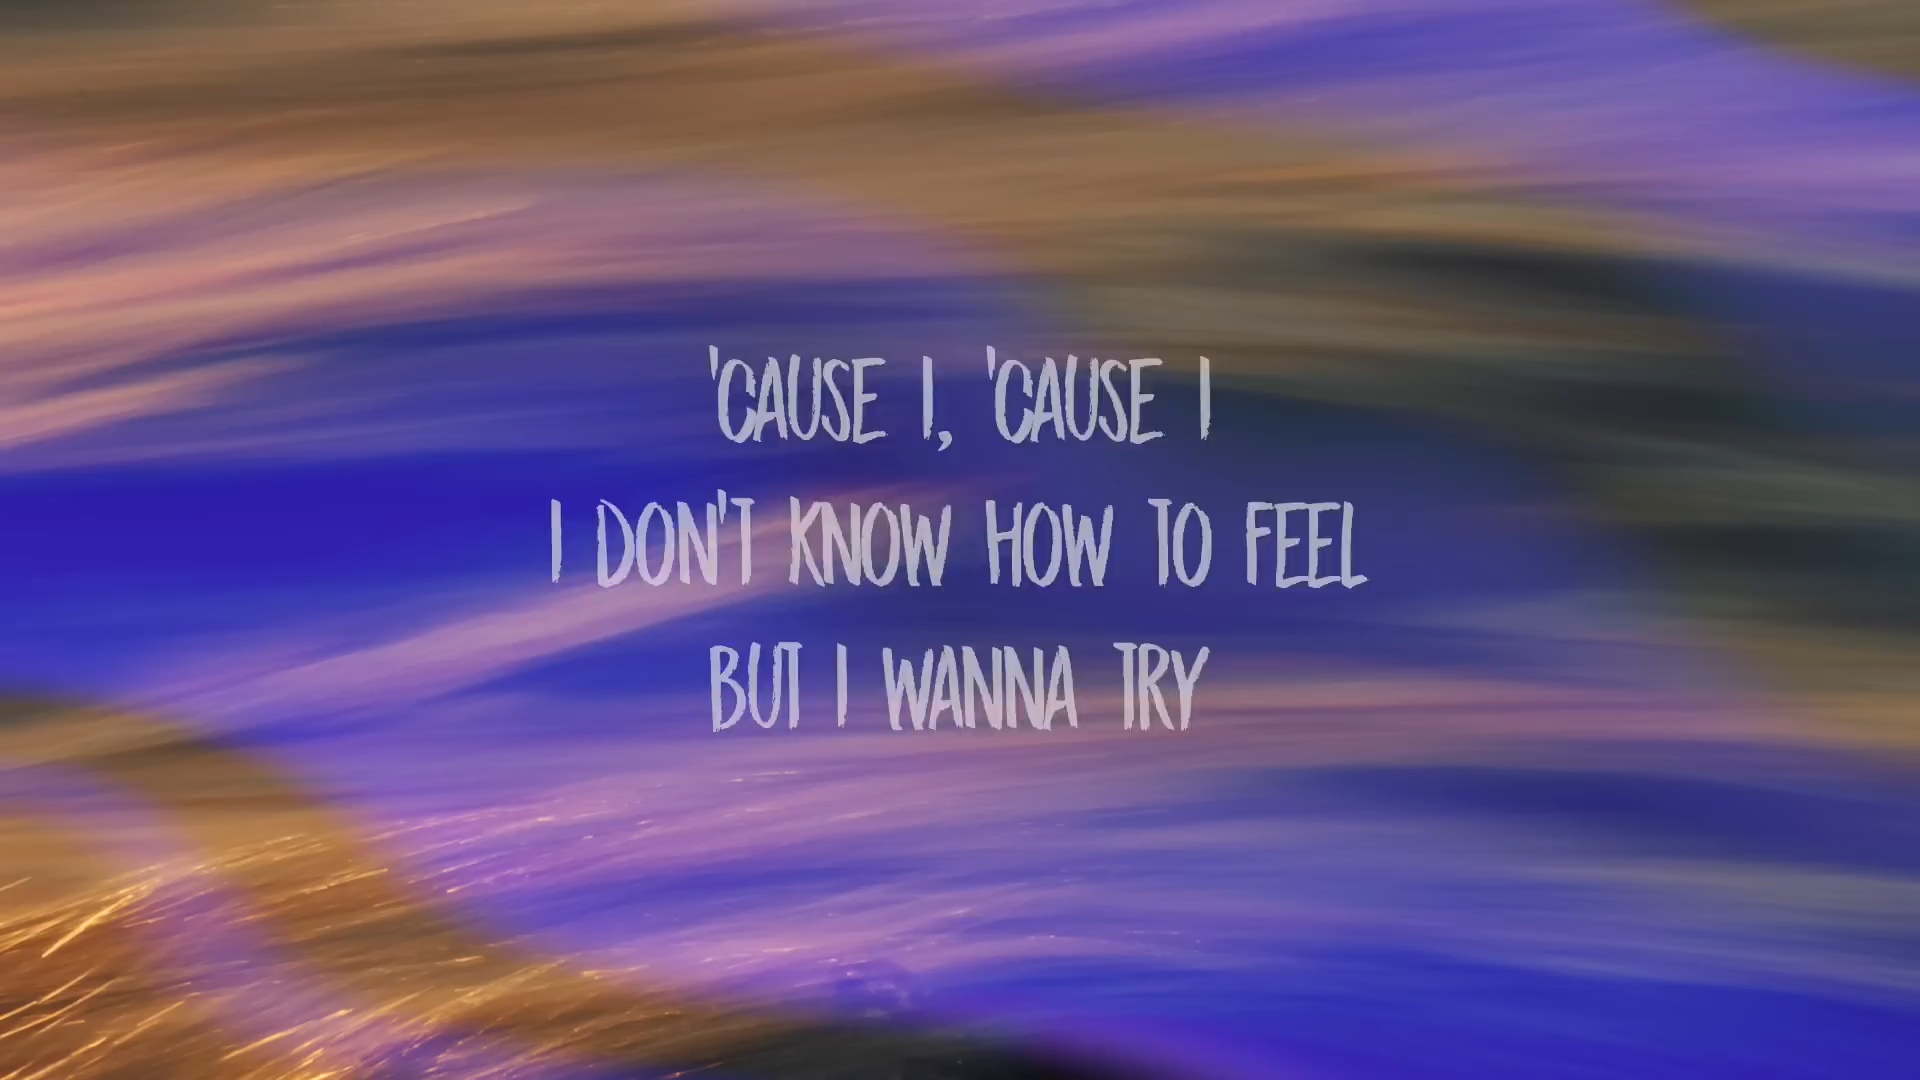 'CAUSE I, 'CAUSE I
I DON'T KNOW HOW TO FEEL
BUT I WANNA TRY